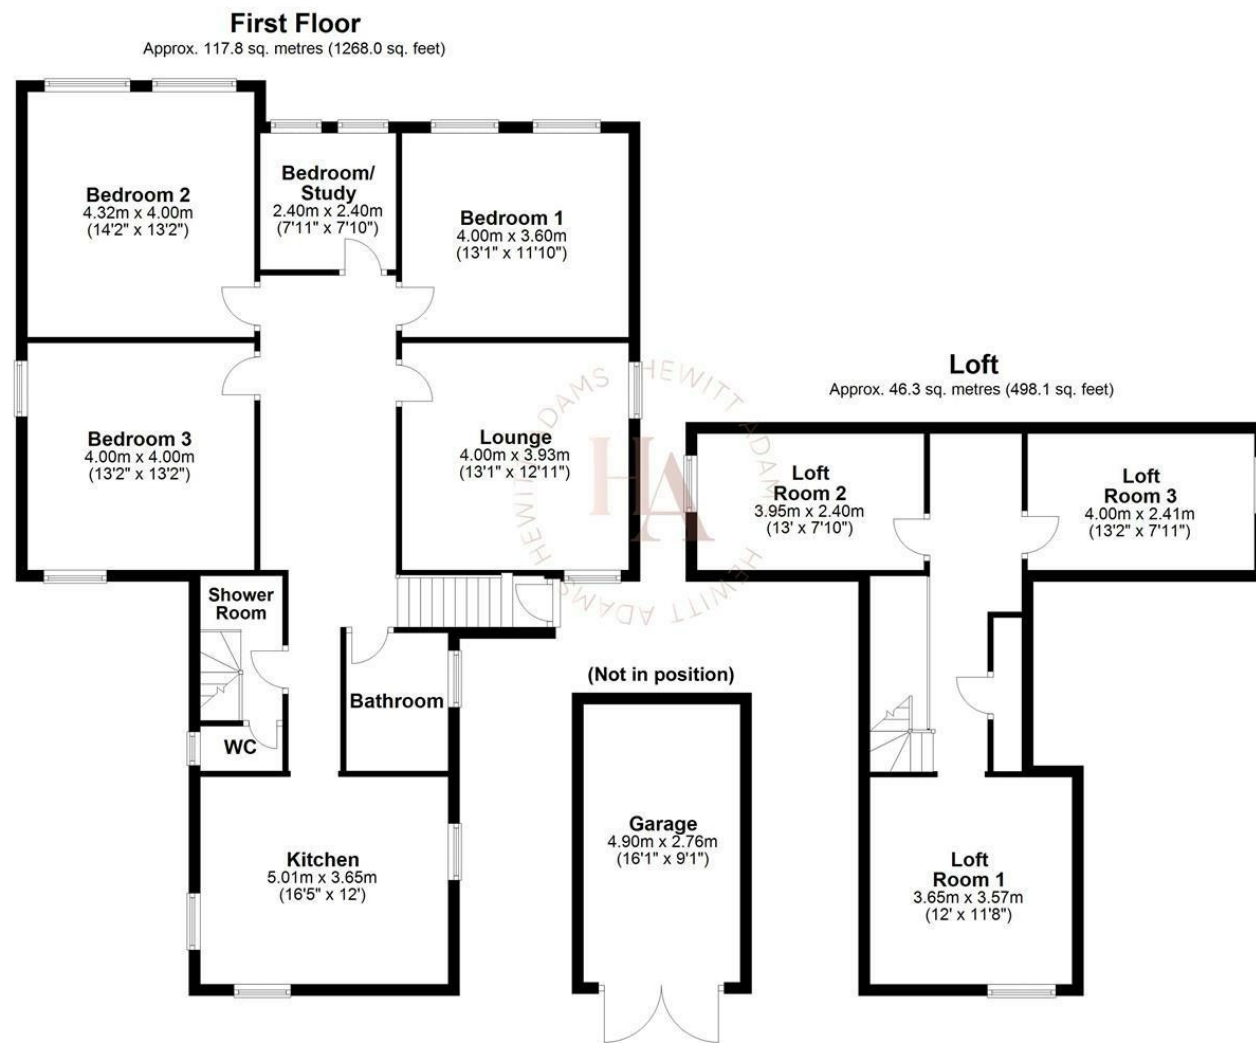 First Floor
Approx. 117.8 sq. metres (1268.0 sq. feet)
Bedroom 2
4.32m x 4.00m
(14'2" x 13'2")
Bedroom/
Study
2.40m x 2.40m
(7'11" x 7'10")
Bedroom 1
4.00m x 3.60m
(13'1" x 11'10")
Bedroom 3
4.00m x 4.00m
(13'2" x 13'2")
Lounge
4.00m x 3.93m
(13'1" x 12'11")
Shower
Room
Bathroom
WC
Kitchen
5.01m x 3.65m
(16'5" x 12')
(Not in position)
Garage
4.90m x 2.76m
(16'1" x 9'1")
Loft
Approx. 46.3 sq. metres (498.1 sq. feet)
Loft
Room 2
3.95m x 2.40m
(13' x 7'10")
Loft
Room 3
4.00m x 2.41m
(13'2" x 7'11")
Loft
Room 1
3.65m x 3.57m
(12' x 11'8")
HEWITT ADAMS HEWITT ADAMS HEWITT ADAMS
HA